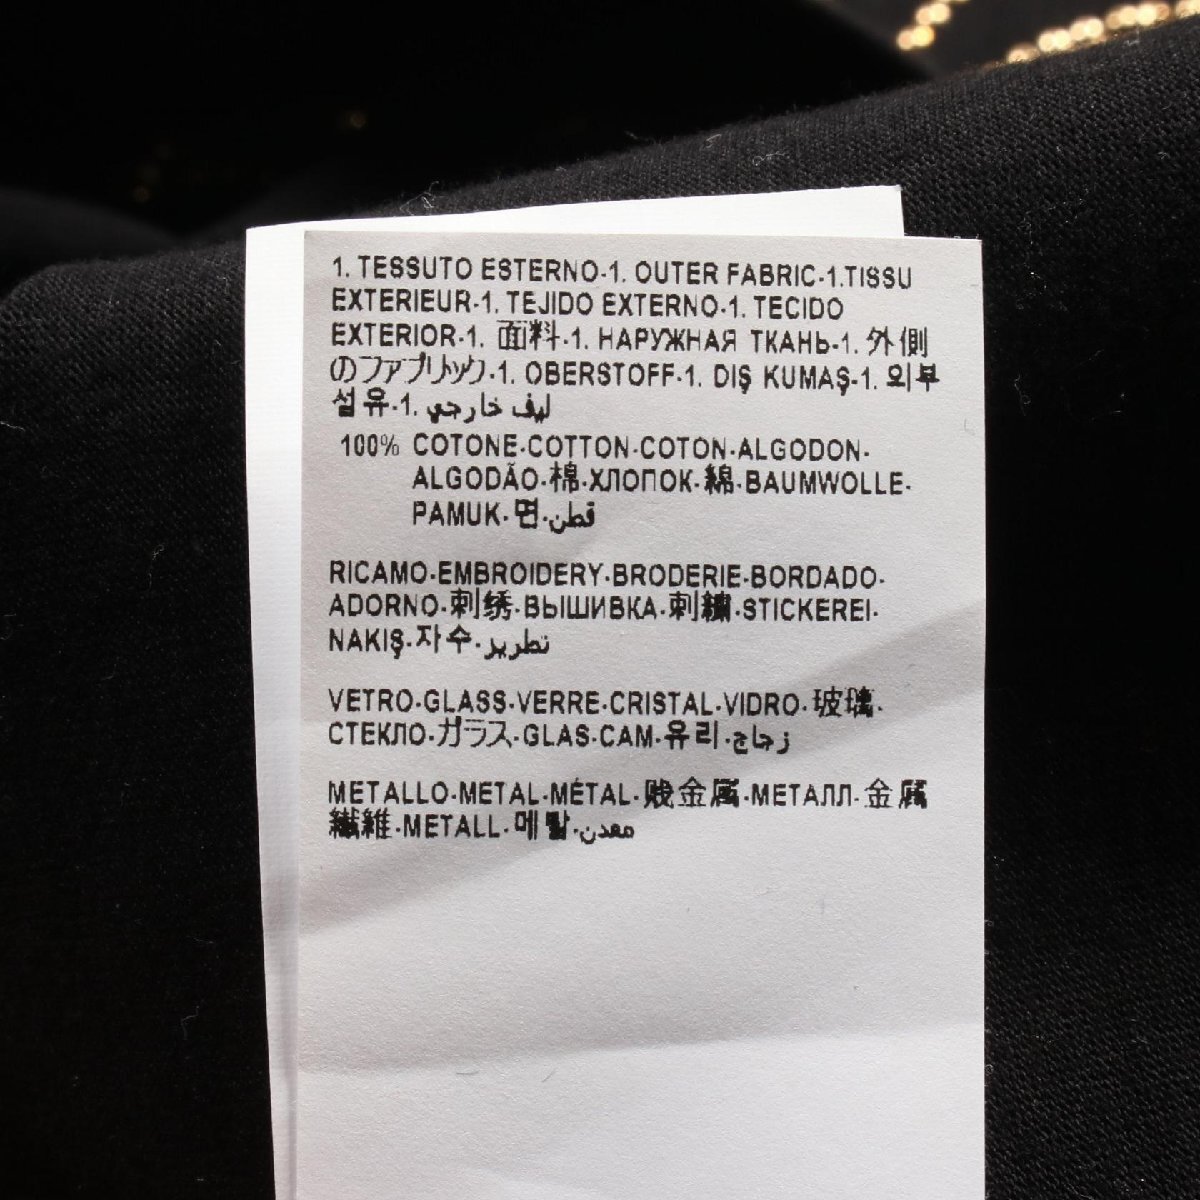 1. TESSUTO ESTERNO-1. OUTER FABRIC-1.TISSU
EXTERIEUR-1. TEJIDO EXTERNO-1. TECIDO
EXTERIOR-1. 面料-1. НАРУЖНАЯ ТКАНЬ-1. 外側
のファブリック-1. OBERSTOFF-1. DIŞ KUMAŞ-1. 외부
섬유-1. ليف خارجي
100% COTONE-COTTON-COTON-ALGODON-
ALGODÃO-棉-ХЛОПОК-綿-BAUMWOLLE-
PAMUK-면-قطن
RICAMO-EMBROIDERY-BRODERIE-BORDADO-
ADORNO-刺绣-ВЫШИВКА-刺繍-STICKEREI-
NAKIŞ-자수-تطريز
VETRO-GLASS-VERRE-CRISTAL-VIDRO-玻璃-
СТЕКЛО-ガラス-GLAS-CAM-유리-زجاج
METALLO-METAL-MÉTAL-贱金属-МЕТАЛЛ-金属
繊維-METALL-메탈-معدن